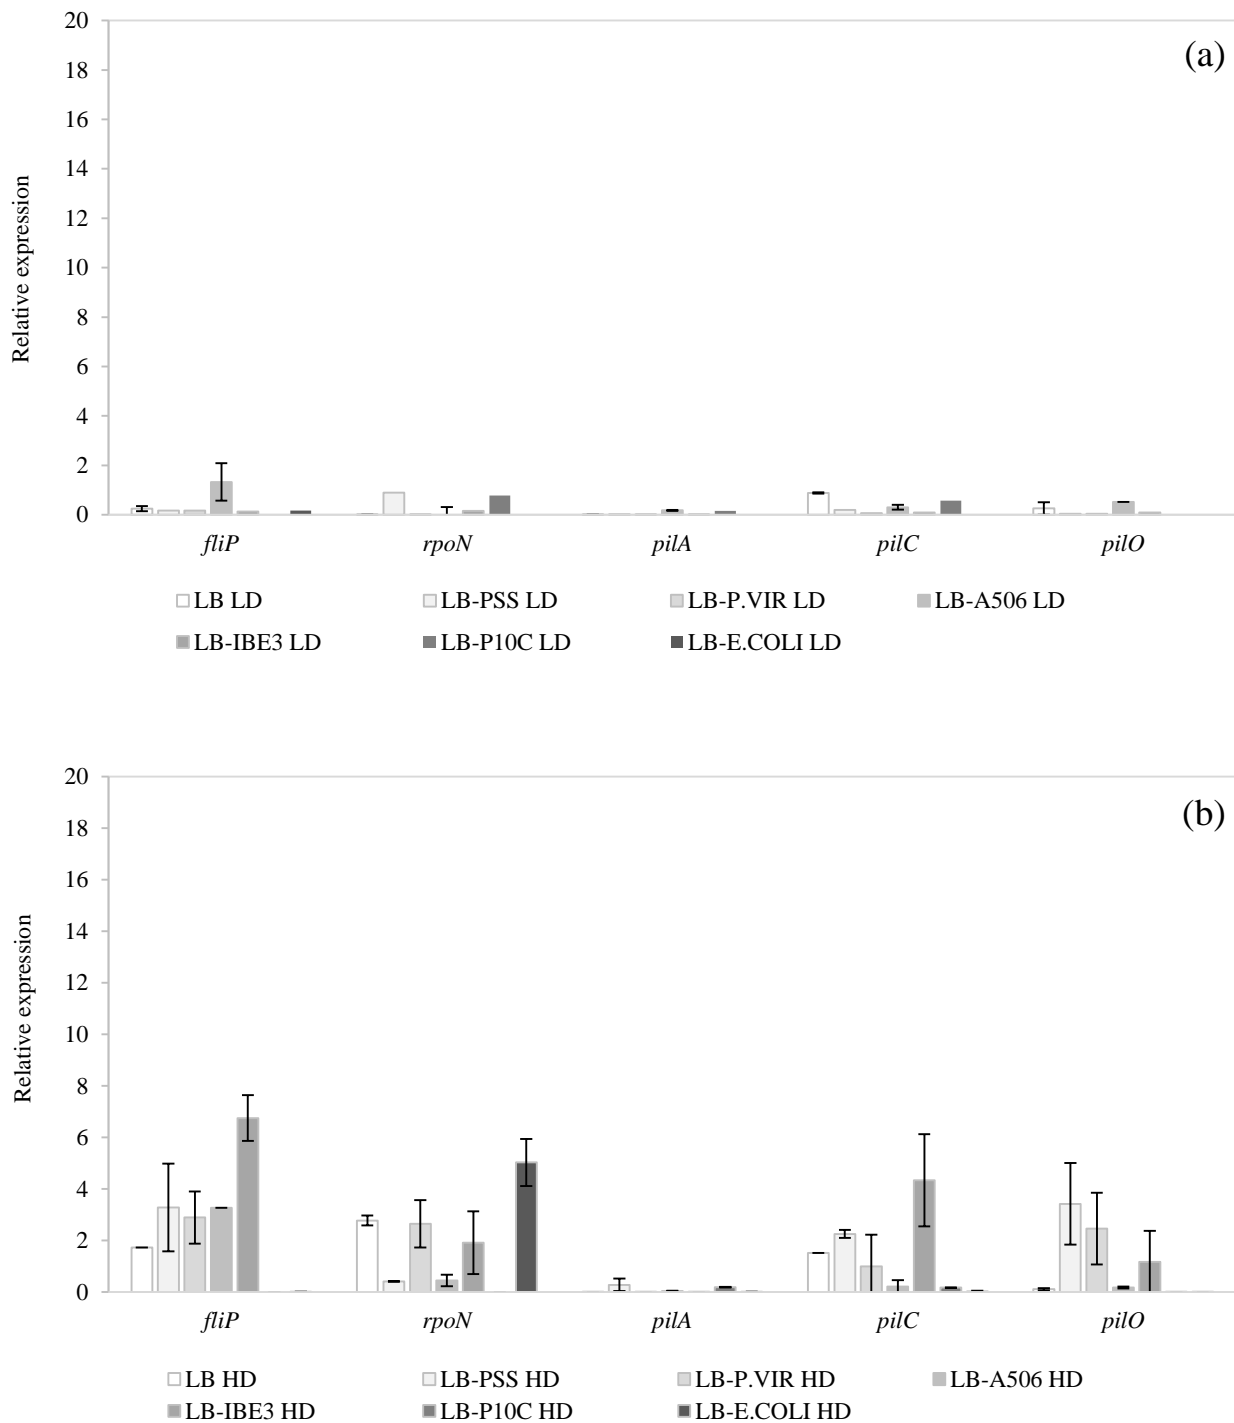 (a)
20
18
16
14
12
10
8
6
4
2
0
Relative expression
fliP rpoN pilA pilC pilO
LB LD LB-PSS LD LB-P.VIR LD LB-A506 LD
LB-IBE3 LD LB-P10C LD LB-E.COLI LD
(b)
20
18
16
14
12
10
8
6
4
2
0
Relative expression
fliP rpoN pilA pilC pilO
LB HD LB-PSS HD LB-P.VIR HD LB-A506 HD
LB-IBE3 HD LB-P10C HD LB-E.COLI HD